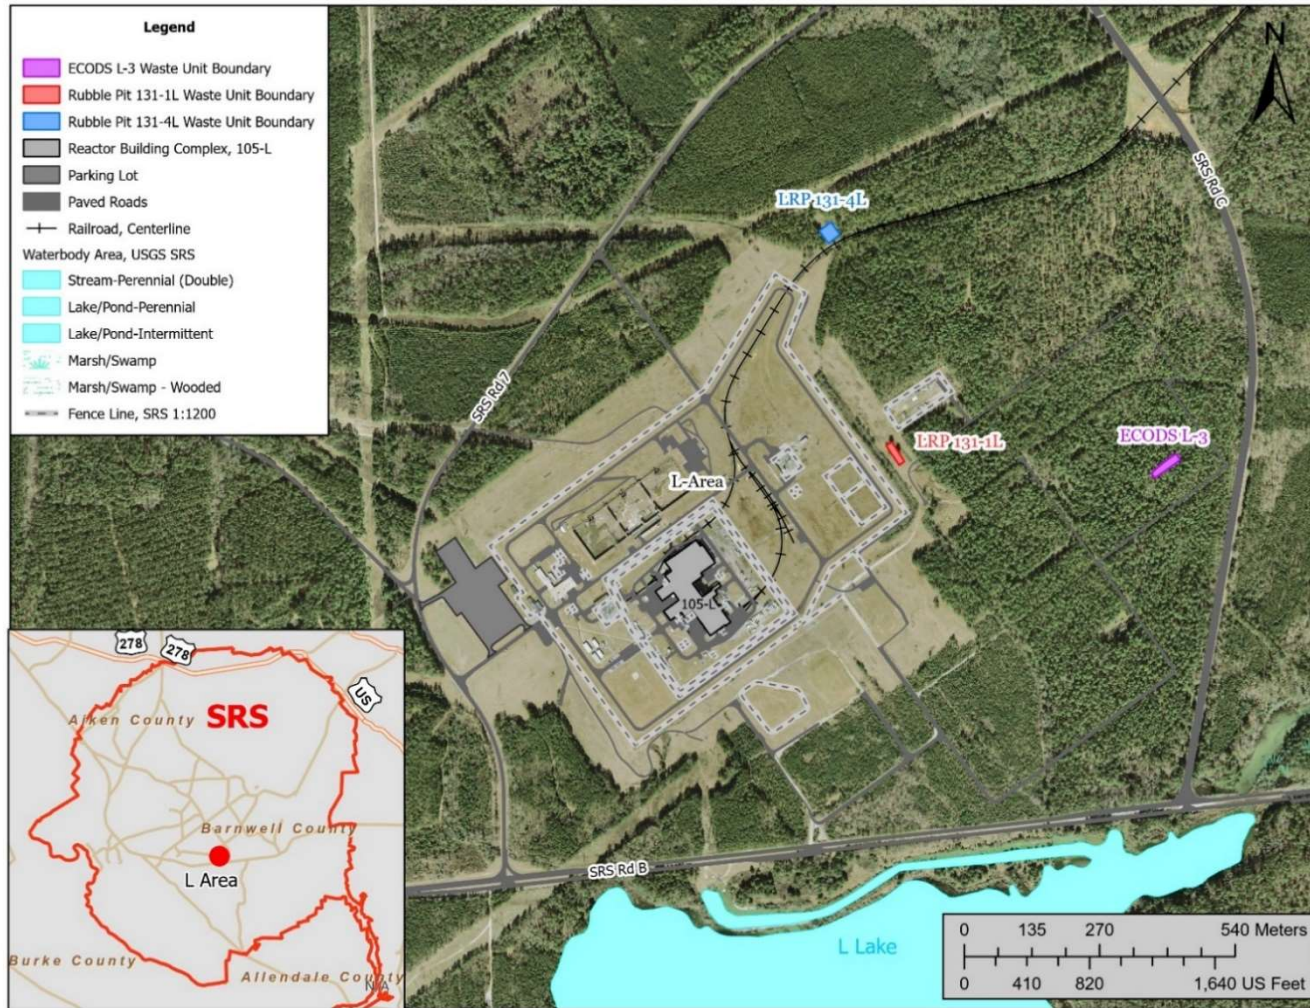 Legend
ECODS L-3 Waste Unit Boundary
Rubble Pit 131-1L Waste Unit Boundary
Rubble Pit 131-4L Waste Unit Boundary
Reactor Building Complex, 105-L
Parking Lot
Paved Roads
Railroad, Centerline
Waterbody Area, USGS SRS
Stream-Perennial (Double)
Lake/Pond-Perennial
Lake/Pond-Intermittent
Marsh/Swamp
Marsh/Swamp - Wooded
Fence Line, SRS 1:1200
N
SRS Rd C
LRP 131-4L
SRS Rd 7
LRP 131-1L
ECODS L-3
L-Area
105-L
SRS Rd B
L Lake
278
278
US
Aiken County
SRS
Barnwell County
L Area
Burke County
Allendale County
N/A
0 135 270 540 Meters
0 410 820 1,640 US Feet